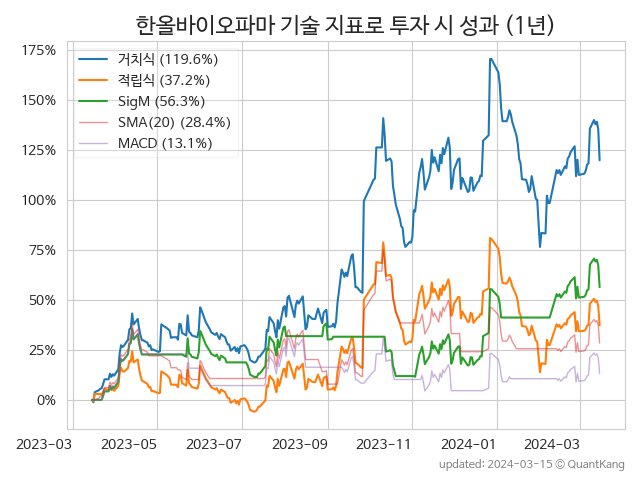 한올바이오파마 기술 지표로 투자 시 성과 (1년)
175%
150%
125%
100%
75%
50%
25%
0%
거치식 (119.6%)
적립식 (37.2%)
SigM (56.3%)
SMA(20) (28.4%)
MACD (13.1%)
2023-03 2023-05 2023-07 2023-09 2023-11 2024-01 2024-03
updated: 2024-03-15 © QuantKang